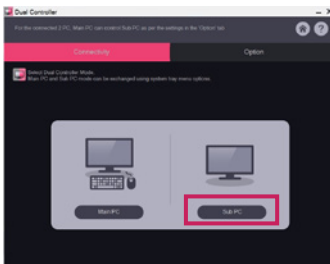 Dual Controller
For the connected 2 PC, Main PC can control Sub PC as per the settings in the 'Option' tab
Connectivity
Option
Select Dual Controller Mode.
Main PC and Sub PC mode can be exchanged using system tray menu options.
Main PC
Sub PC